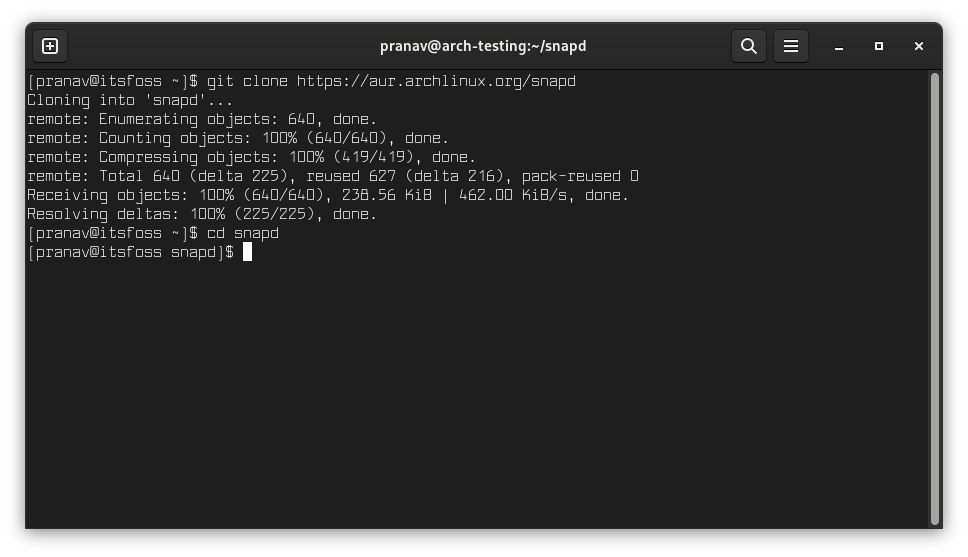 pranav@arch-testing:~/snapd
[pranav@itsfoss ~]$ git clone https://aur.archlinux.org/snapd
Cloning into 'snapd'...
remote: Enumerating objects: 640, done.
remote: Counting objects: 100% (640/640), done.
remote: Compressing objects: 100% (419/419), done.
remote: Total 640 (delta 225), reused 627 (delta 216), pack-reused 0
Receiving objects: 100% (640/640), 238.56 KiB | 462.00 KiB/s, done.
Resolving deltas: 100% (225/225), done.
[pranav@itsfoss ~]$ cd snapd
[pranav@itsfoss snapd]$